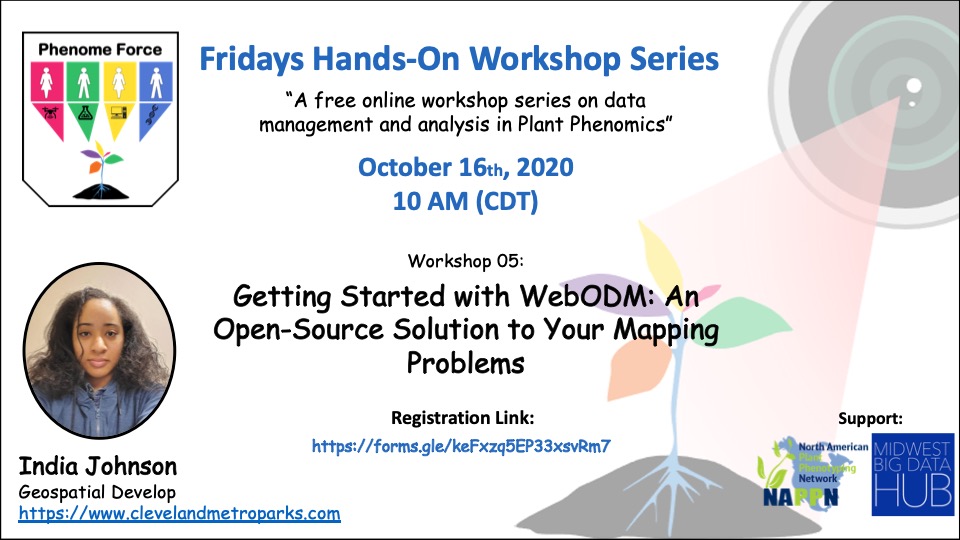 Phenome Force
Fridays Hands-On Workshop Series
“A free online workshop series on data
management and analysis in Plant Phenomics”
October 16th, 2020
10 AM (CDT)
Workshop 05:
Getting Started with WebODM: An
Open-Source Solution to Your Mapping
Problems
Registration Link:
https://forms.gle/keFxzq5EP33xsvRm7
India Johnson
Geospatial Develop
https://www.clevelandmetroparks.com
Support:
North American
Plant
Phenotyping
Network
NAPPN
MIDWEST
BIG DATA
HUB